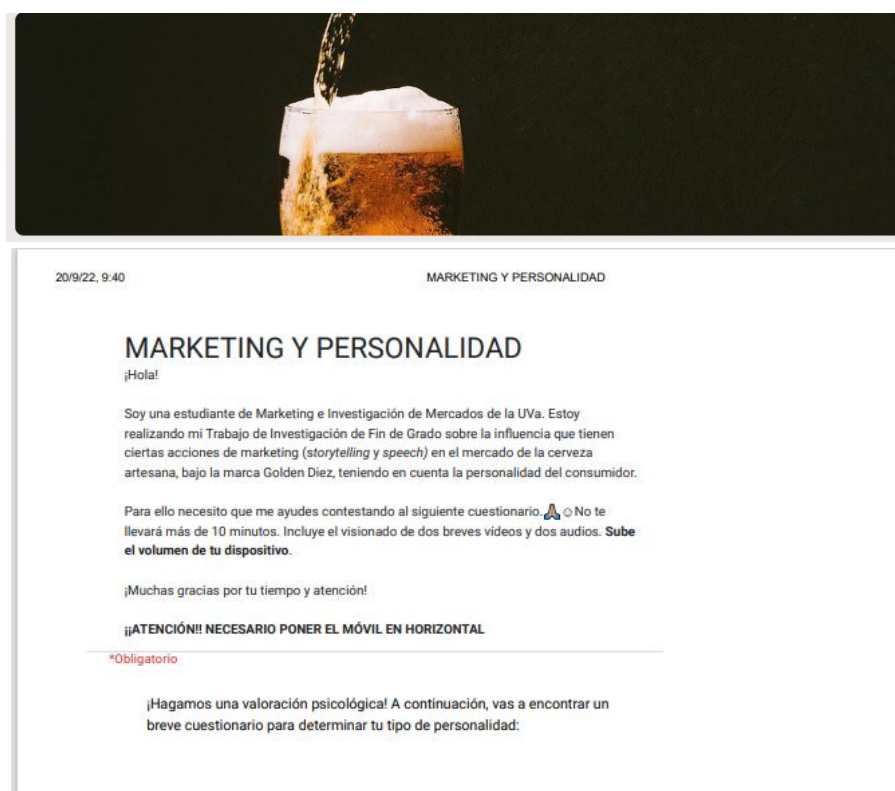 20/9/22, 9:40 MARKETING Y PERSONALIDAD
MARKETING Y PERSONALIDAD
¡Hola!
Soy una estudiante de Marketing e Investigación de Mercados de la UVa. Estoy
realizando mi Trabajo de Investigación de Fin de Grado sobre la influencia que tienen
ciertas acciones de marketing (storytelling y speech) en el mercado de la cerveza
artesana, bajo la marca Golden Diez, teniendo en cuenta la personalidad del consumidor.
Para ello necesito que me ayudes contestando al siguiente cuestionario.🙏🏽☺No te
llevará más de 10 minutos. Incluye el visionado de dos breves vídeos y dos audios. Sube
el volumen de tu dispositivo.
¡Muchas gracias por tu tiempo y atención!
¡¡ATENCIÓN!! NECESARIO PONER EL MÓVIL EN HORIZONTAL
*Obligatorio
¡Hagamos una valoración psicológica! A continuación, vas a encontrar un
breve cuestionario para determinar tu tipo de personalidad: